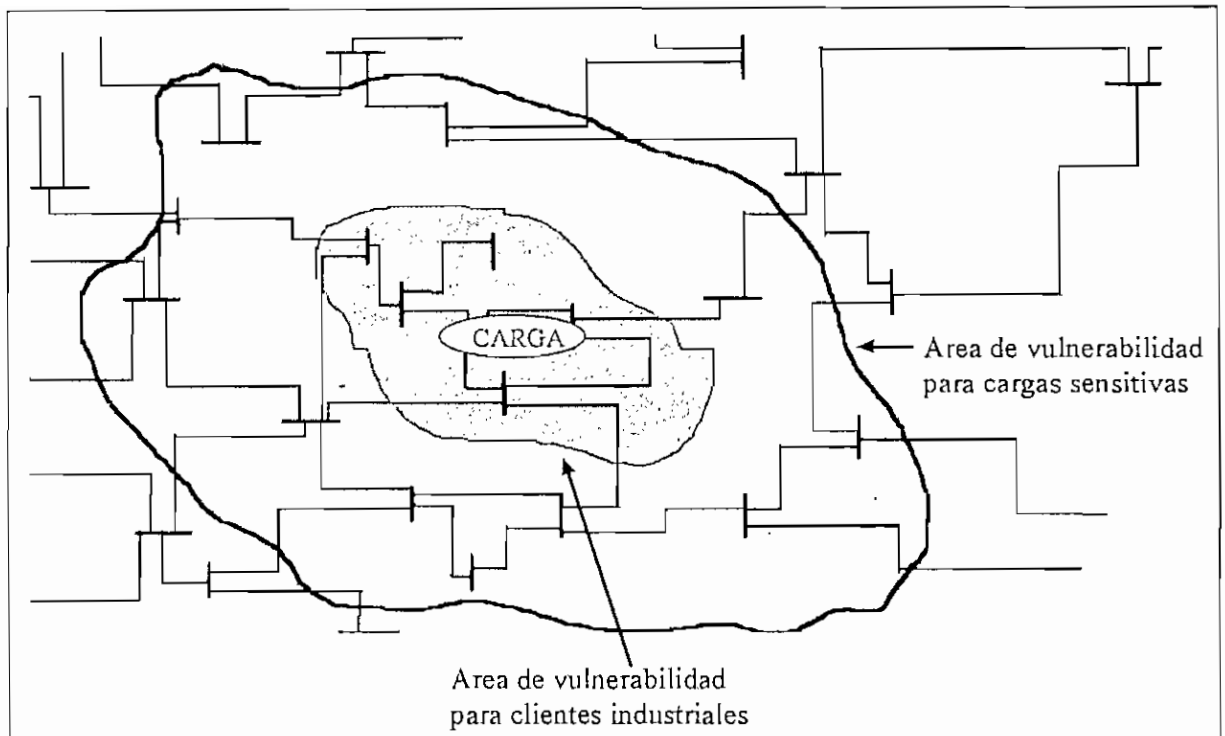 CARGA
Area de vulnerabilidad
para cargas sensitivas
Area de vulnerabilidad
para clientes industriales